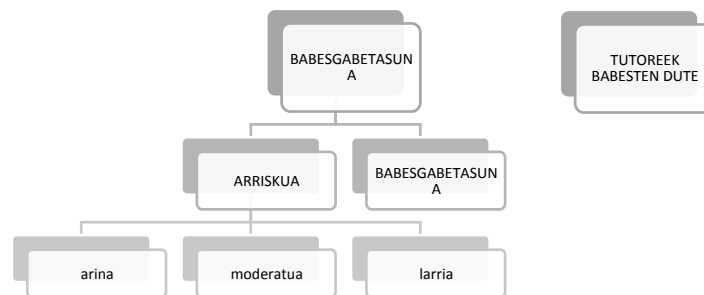 BABESGABETASUN
A
TUTOREEK
BABESTEN DUTE
ARRISKUA
BABESGABETASUN
A
arina
moderatua
larria